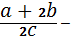 a + 2b
2C
–